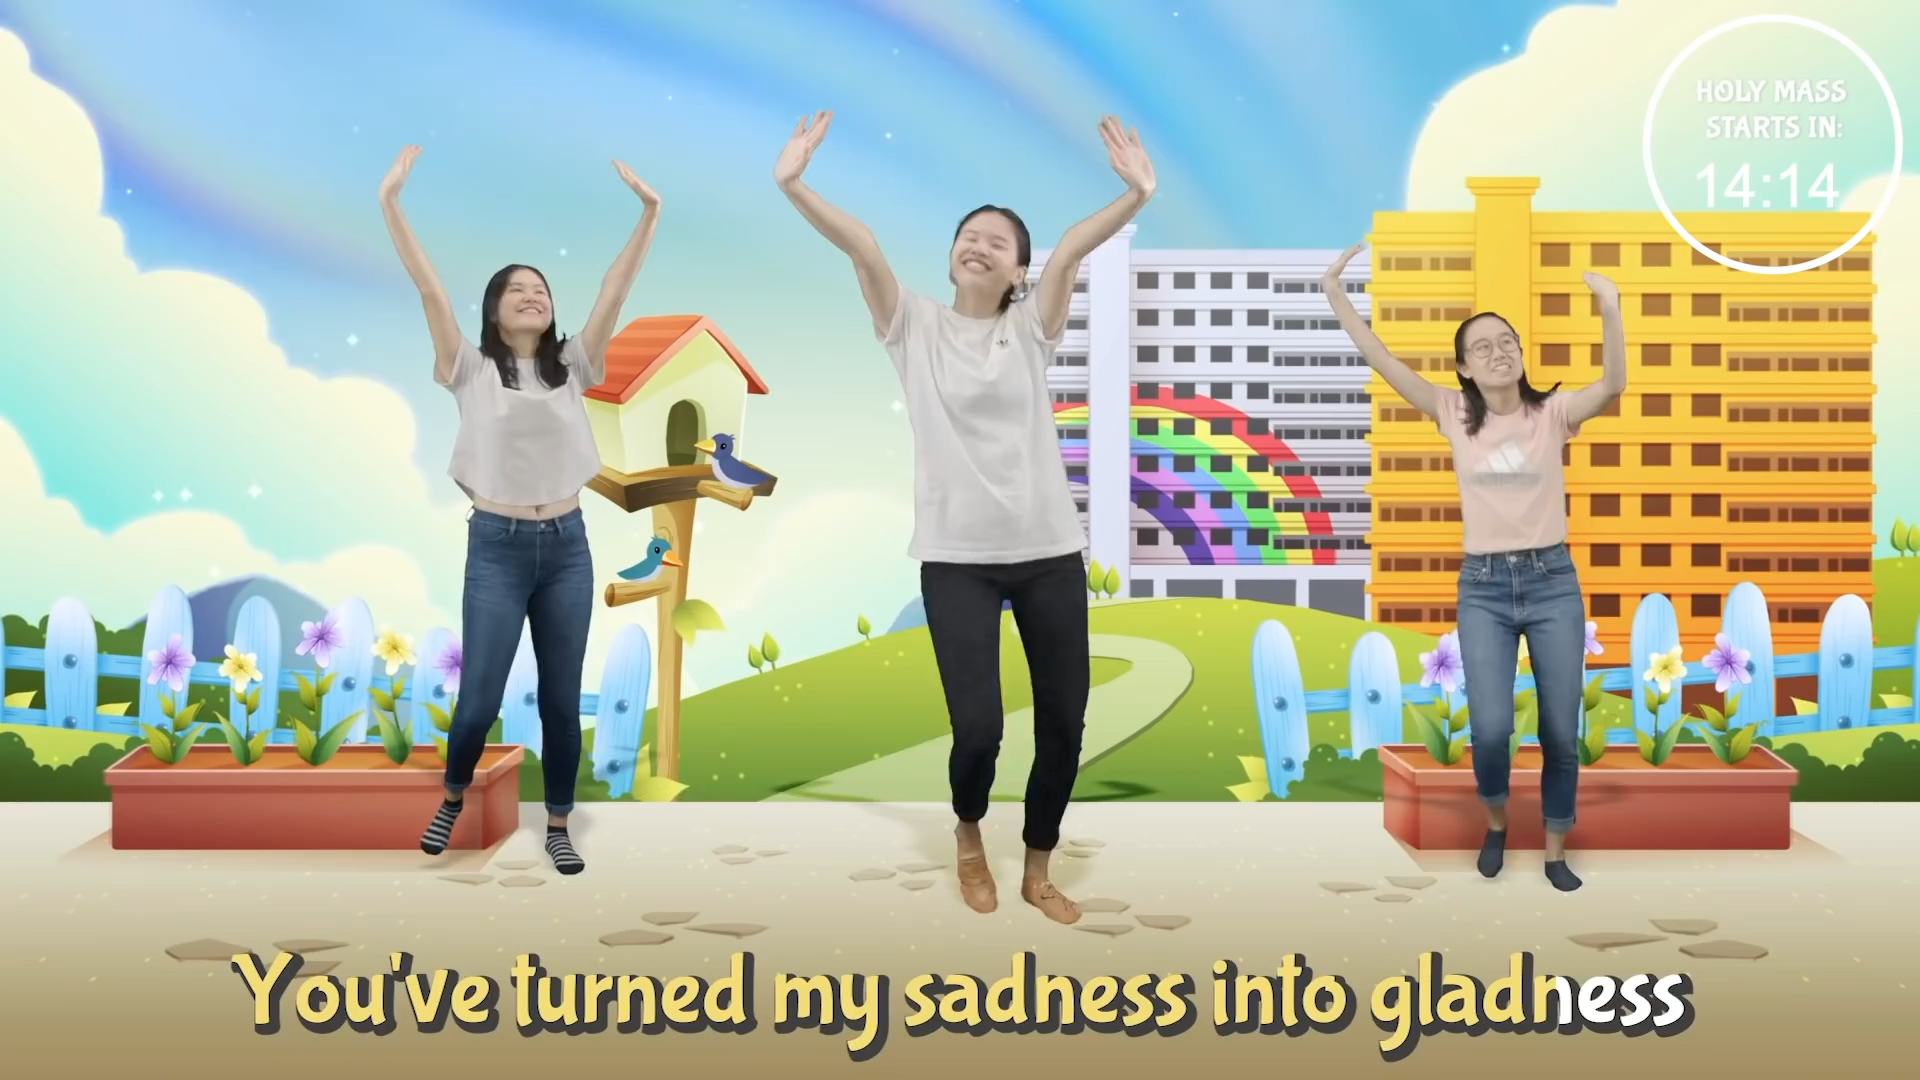 HOLY MASS
STARTS IN:
14:14
You've turned my sadness into gladness